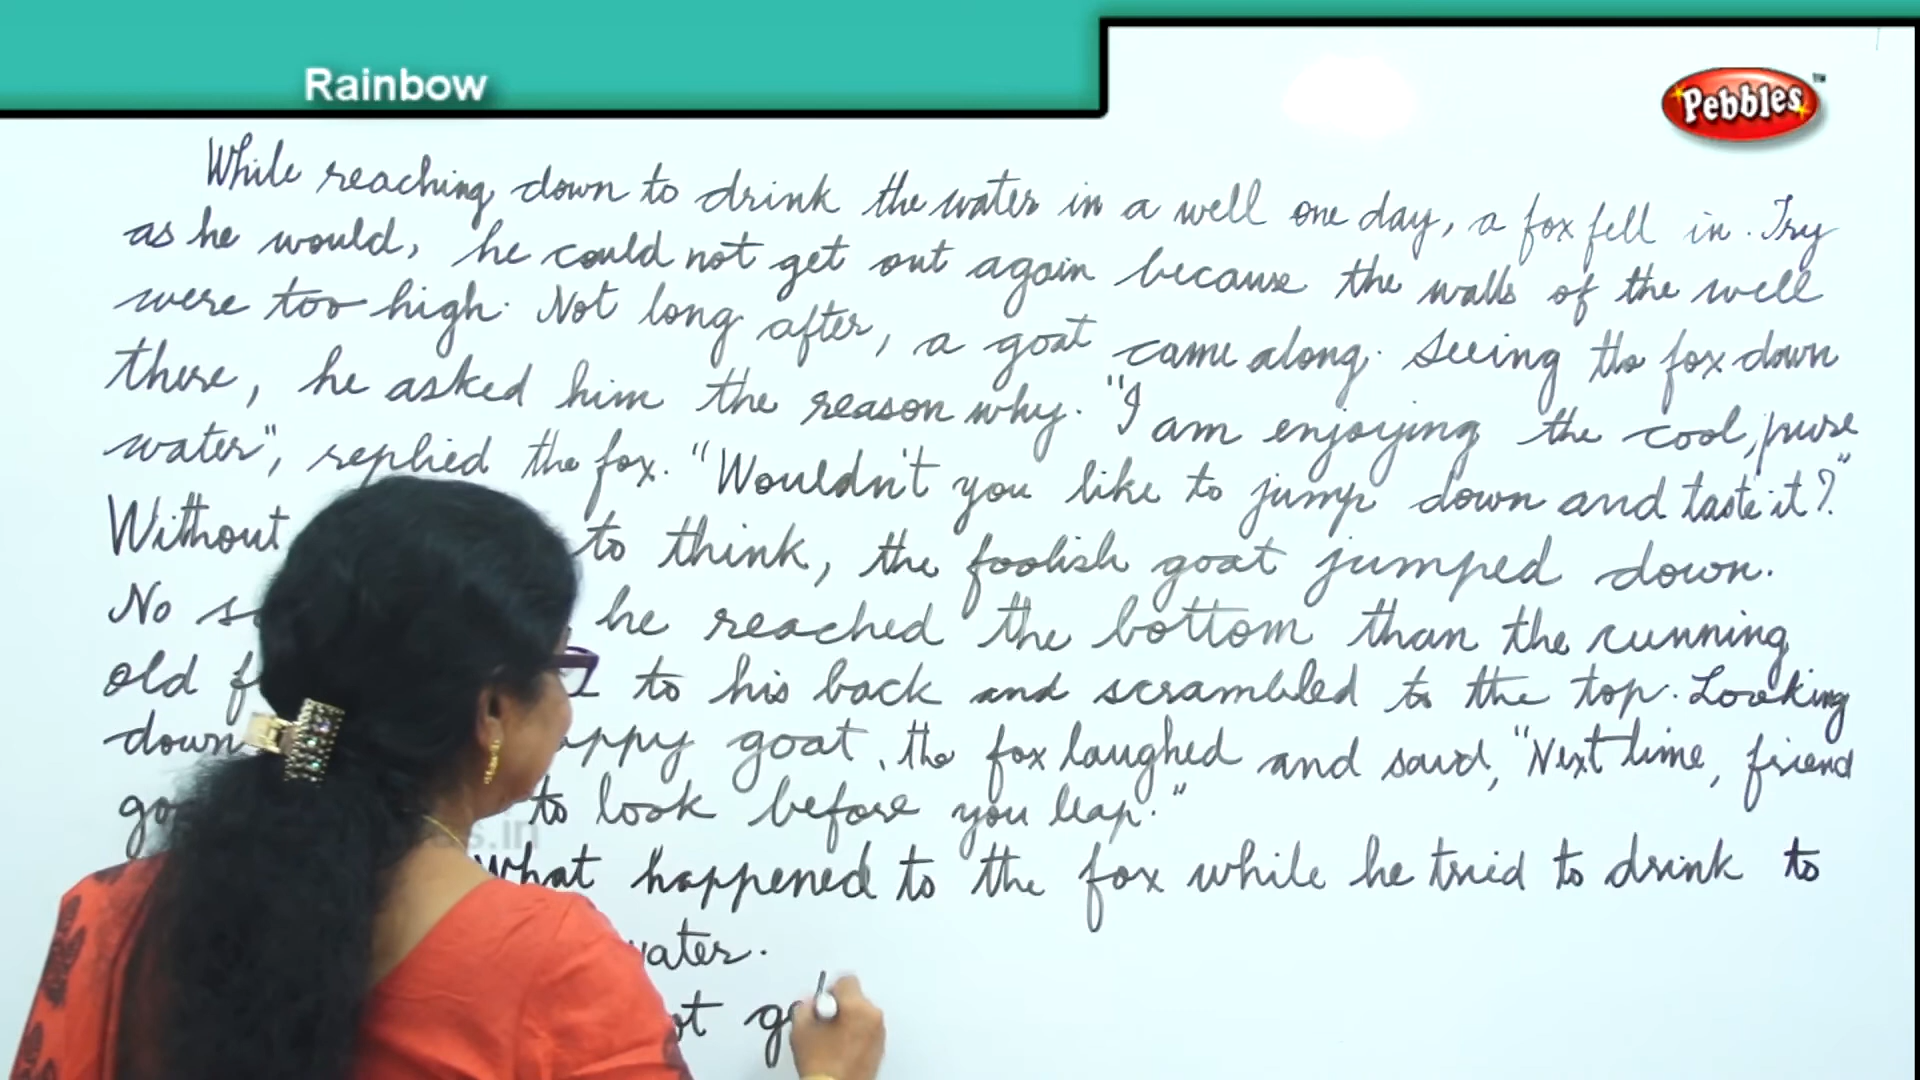 Rainbow
Pebbles
TM
While reaching down to drink the water in a well one day, a fox fell in. Try
as he would, he could not get out again because the walls of the well
were too high. Not long after, a goat came along. Seeing the fox down
there, he asked him the reason why. "I am enjoying the cool, pure
water", replied the fox. "Wouldn't you like to jump down and taste it?"
Without to think, the foolish goat jumped down.
No he reached the bottom than the cunning
old to his back and scrambled to the top. Looking
down goat, the fox laughed and said, "Next time, friend
to look before you leap."
What happened to the fox while he tried to drink to
water.